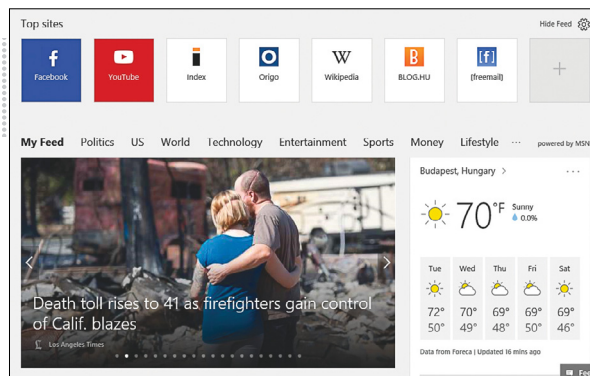 Top sites
Hide Feed
Facebook
YouTube
Index
Origo
W
Wikipedia
B
BLOG.HU
[f]
[freemail]
+
My Feed Politics US World Technology Entertainment Sports Money Lifestyle ... powered by MSN
Death toll rises to 41 as firefighters gain control
of Calif. blazes
Los Angeles Times
Budapest, Hungary >
...
70°F
Sunny
0.0%
Tue Wed Thu Fri Sat
72° 70° 69° 69° 69°
50° 49° 48° 50° 46°
Data from Foreca | Updated 16 mins ago